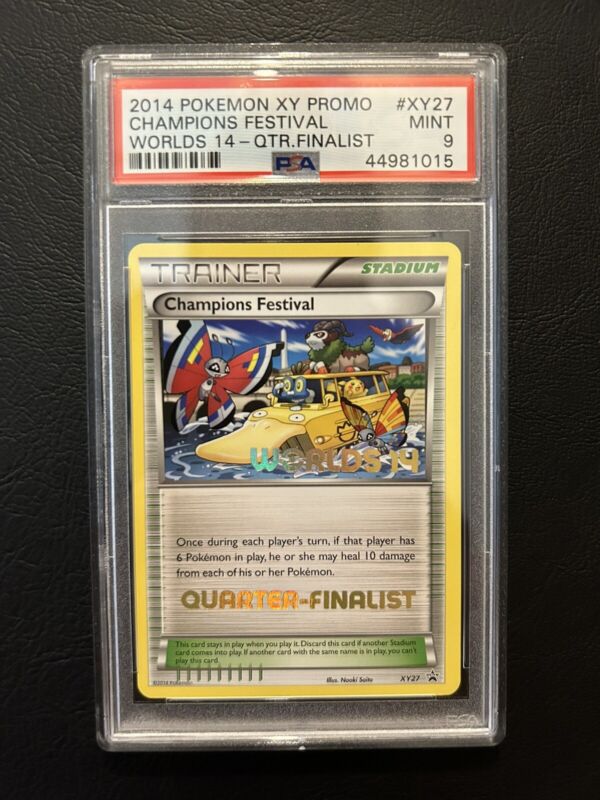 2014 POKEMON XY PROMO #XY27
CHAMPIONS FESTIVAL MINT
WORLDS 14-QTR.FINALIST 9
PSA 44981015
TRAINER STADIUM
Champions Festival
WORLDS 14
Once during each player's turn, if that player has
6 Pokémon in play, he or she may heal 10 damage
from each of his or her Pokémon.
QUARTER-FINALIST
This card stays in play when you play it. Discard this card if another Stadium
card comes into play. If another card with the same name is in play, you can't
play this card.
©2014 Pokémon Illus. Naoki Saito XY27
PSA